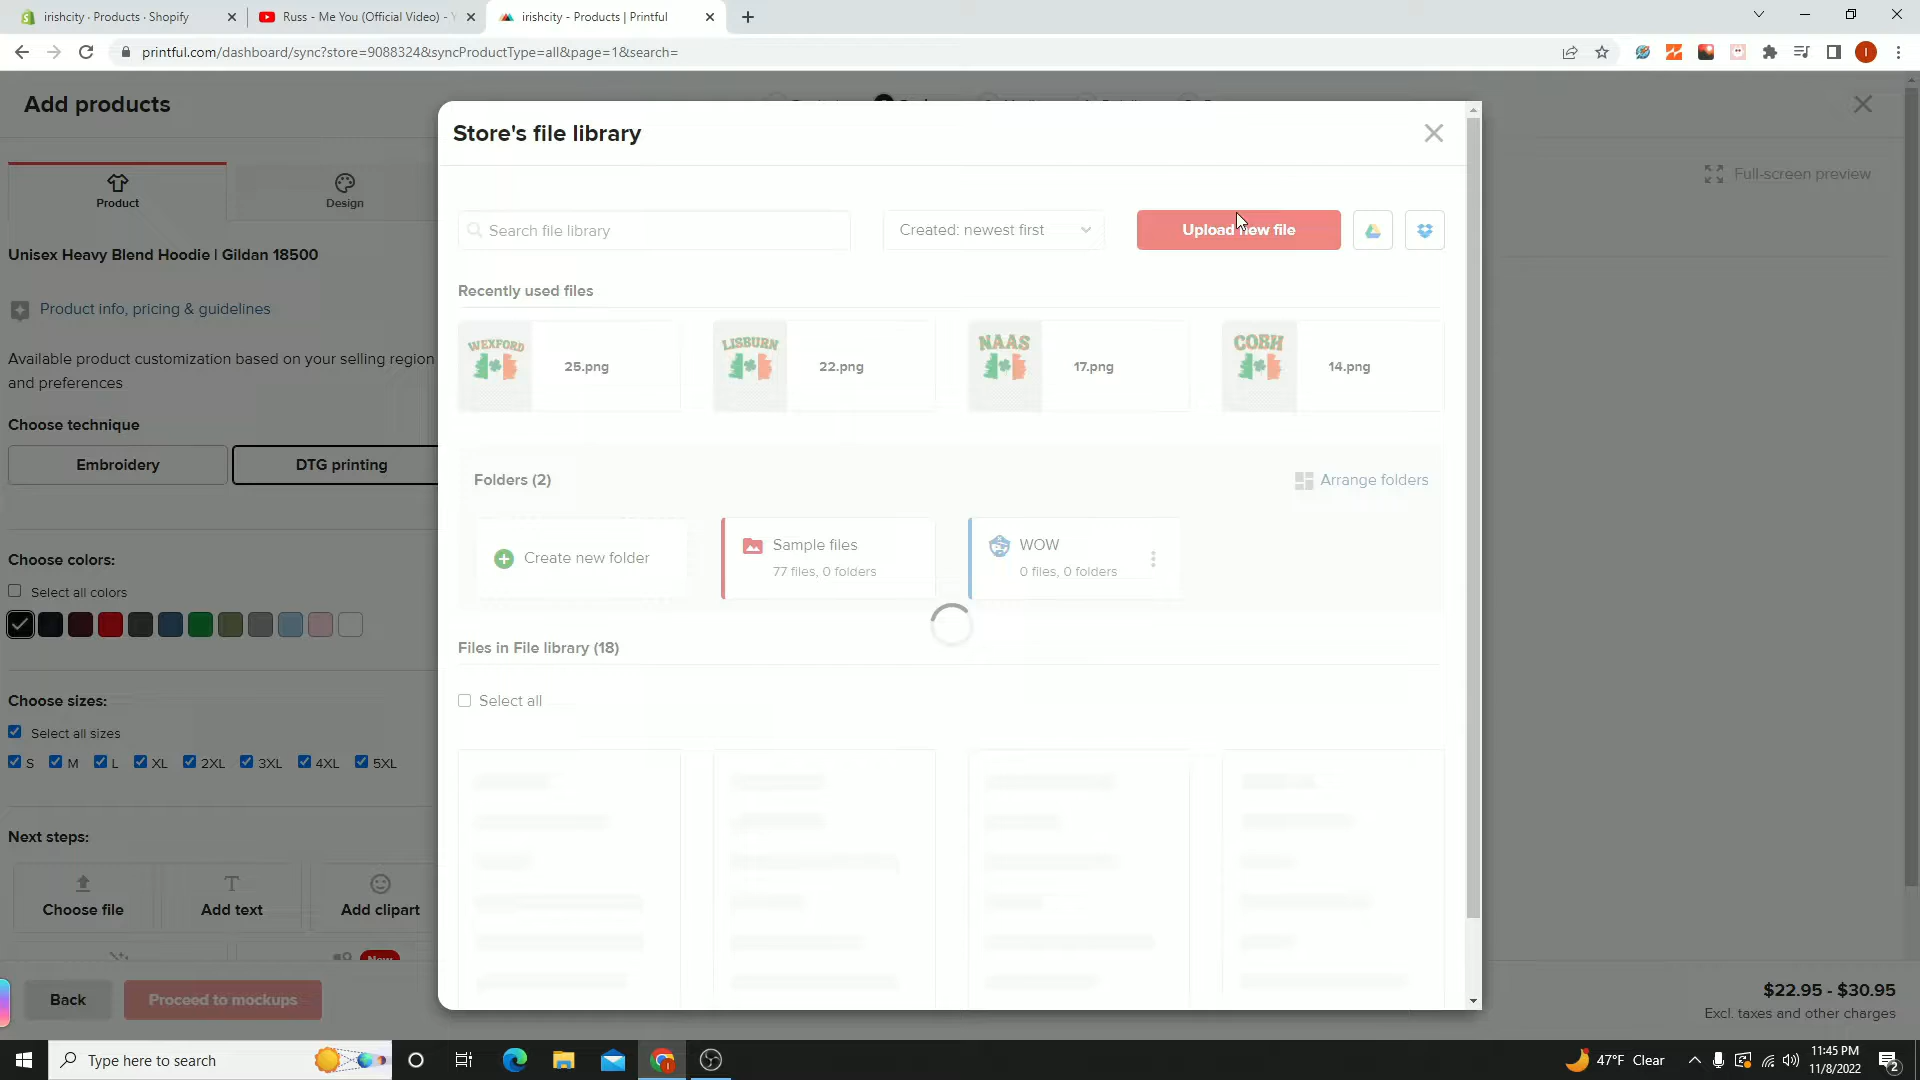 irishcity · Products · Shopify
Russ - Me You (Official Video) - Y
irishcity - Products | Printful
printful.com/dashboard/sync?store=9088324&syncProductType=all&page=1&search=
Add products
Store's file library
Full-screen preview
Product
Design
Search file library
Created: newest first
Upload new file
Unisex Heavy Blend Hoodie | Gildan 18500
Recently used files
Product info, pricing & guidelines
WEXFORD
25.png
LISBURN
22.png
NAAS
17.png
COBH
14.png
Available product customization based on your selling region
and preferences
Choose technique
Embroidery
DTG printing
Folders (2)
Arrange folders
Create new folder
Sample files
77 files, 0 folders
WOW
0 files, 0 folders
Choose colors:
Select all colors
Files in File library (18)
Select all
Choose sizes:
Select all sizes
S M L XL 2XL 3XL 4XL 5XL
Next steps:
Choose file
Add text
Add clipart
New
Back
Proceed to mockups
$22.95 - $30.95
Excl. taxes and other charges
Type here to search
47°F Clear
11:45 PM
11/8/2022
2